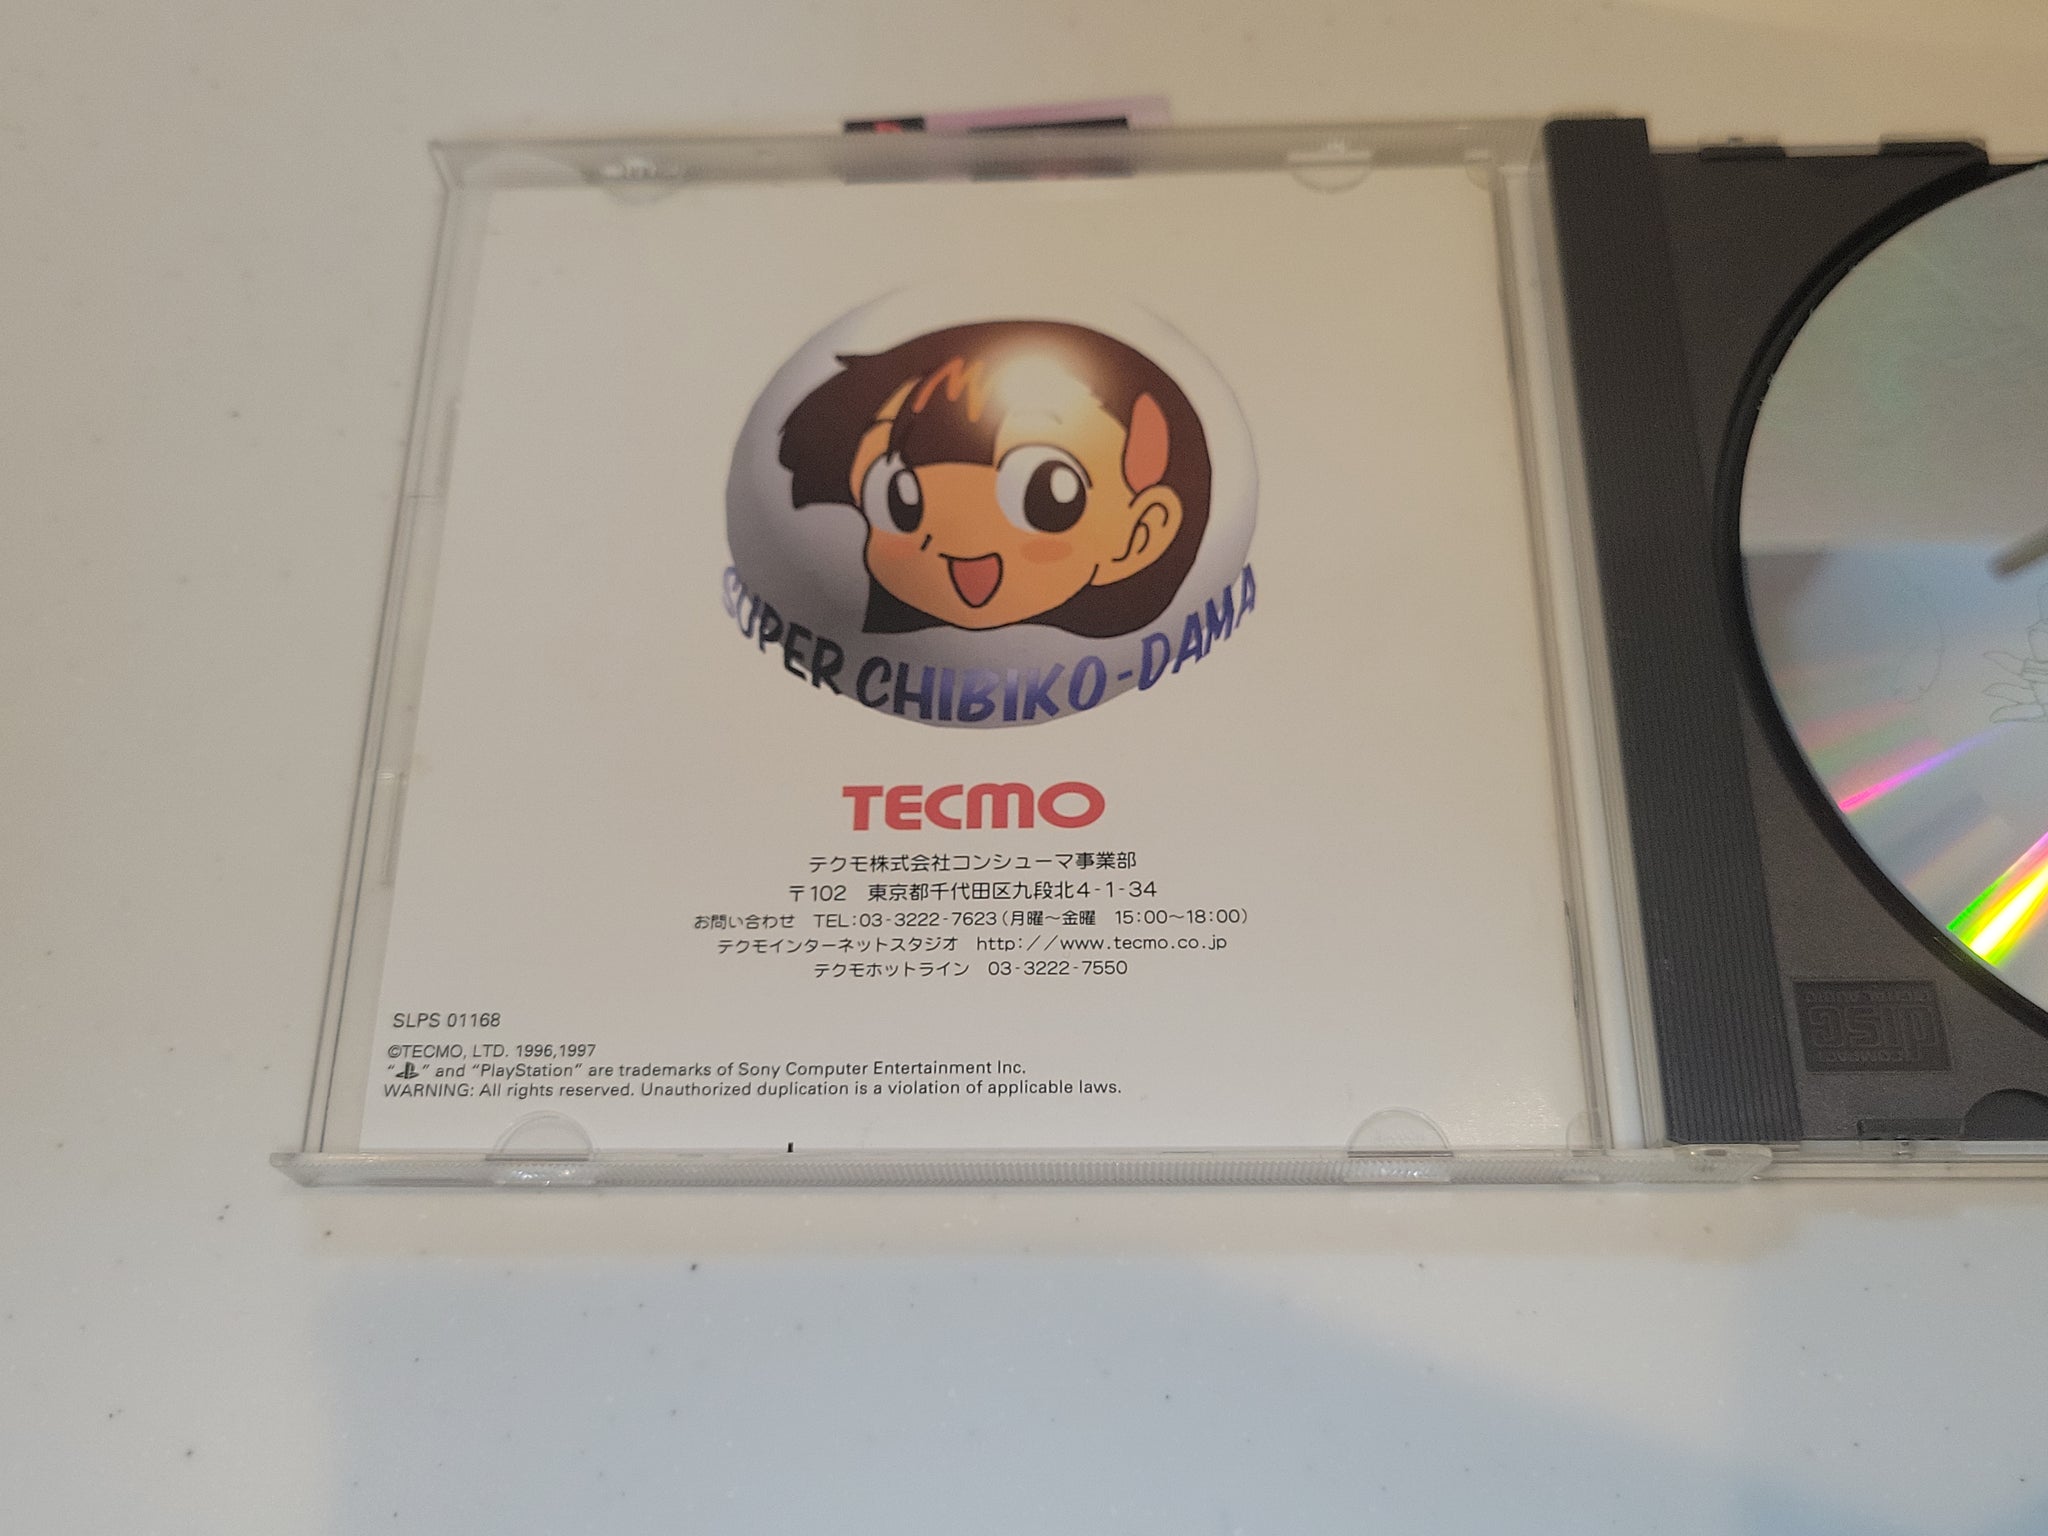 SUPER CHIBIKO-DAMA
TECMO
テクモ株式会社コンシューマ事業部
〒102 東京都千代田区九段北4-1-34
お問い合わせ TEL:03-3222-7623(月曜〜金曜 15:00〜18:00)
テクモインターネットスタジオ http://www.tecmo.co.jp
テクモホットライン 03-3222-7550
SLPS 01168
©TECMO, LTD. 1996,1997
“ ” and “PlayStation” are trademarks of Sony Computer Entertainment Inc.
WARNING: All rights reserved. Unauthorized duplication is a violation of applicable laws.
COMPACT
disc
DIGITAL AUDIO